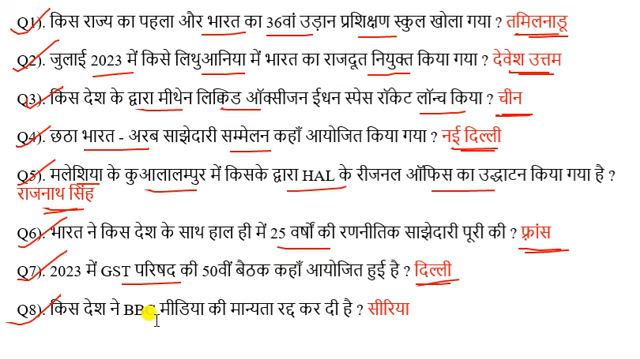 Q1). किस राज्य का पहला और भारत का 36वां उड़ान प्रशिक्षण स्कुल खोला गया ? तमिलनाडू
Q2). जुलाई 2023 में किसे लिथुआनिया में भारत का राजदूत नियुक्त किया गया ? देवेश उत्तम
Q3). किस देश के द्वारा मीथेन लिक्विड ऑक्सीजन ईधन स्पेस रॉकेट लॉन्च किया ? चीन
Q4). छठा भारत - अरब साझेदारी सम्मेलन कहाँ आयोजित किया गया ? नई दिल्ली
Q5). मलेशिया के कुआलालम्पुर में किसके द्वारा HAL के रीजनल ऑफिस का उद्घाटन किया गया है ?
राजनाथ सिंह
Q6). भारत ने किस देश के साथ हाल ही में 25 वर्षों की रणनीतिक साझेदारी पूरी की ? फ़्रांस
Q7). 2023 में GST परिषद की 50वीं बैठक कहाँ आयोजित हुई है ? दिल्ली
Q8). किस देश ने BBC मीडिया की मान्यता रद्द कर दी है ? सीरिया